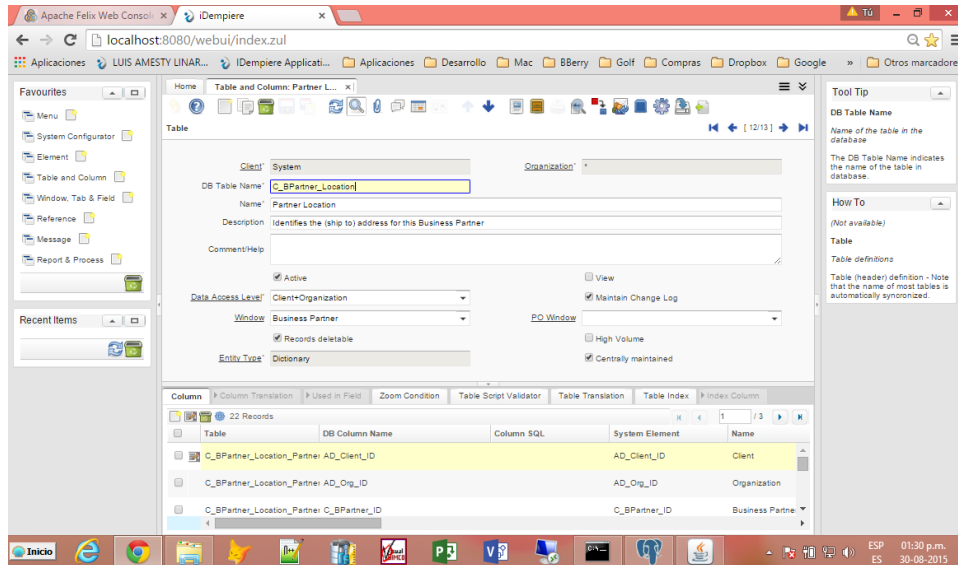 Apache Felix Web Consol
iDempiere
Tú
localhost:8080/webui/index.zul
Aplicaciones
LUIS AMESTY LINAR...
IDempiere Applicati...
Aplicaciones
Desarrollo
Mac
BBerry
Golf
Compras
Dropbox
Google
»
Otros marcadore
Favourites
Menu
System Configurator
Element
Table and Column
Window, Tab & Field
Reference
Message
Report & Process
Recent Items
Home
Table and Column: Partner L...
Table
[ 12/13 ]
Client* System
Organization* *
DB Table Name* C_BPartner_Location
Name* Partner Location
Description Identifies the (ship to) address for this Business Partner
Comment/Help
Active
View
Data Access Level* Client+Organization
Maintain Change Log
Window Business Partner
PO Window
Records deletable
High Volume
Entity Type* Dictionary
Centrally maintained
Column
Column Translation
Used in Field
Zoom Condition
Table Script Validator
Table Translation
Table Index
Index Column
22 Records
1 / 3
Table DB Column Name Column SQL System Element Name
C_BPartner_Location_Partner AD_Client_ID AD_Client_ID Client
C_BPartner_Location_Partner AD_Org_ID AD_Org_ID Organization
C_BPartner_Location_Partner C_BPartner_ID C_BPartner_ID Business Partne
Tool Tip
DB Table Name
Name of the table in the
database
The DB Table Name indicates
the name of the table in
database.
How To
(Not available)
Table
Table definitions
Table (header) definition - Note
that the name of most tables is
automatically syncronized.
Inicio
ESP
ES
01:30 p.m.
30-08-2015